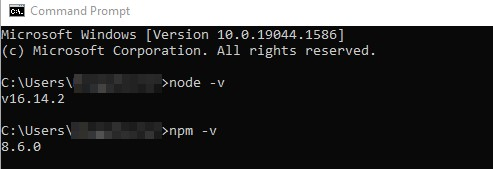 Command Prompt
Microsoft Windows [Version 10.0.19044.1586]
(c) Microsoft Corporation. All rights reserved.
C:\Users\ >node -v
v16.14.2
C:\Users\ >npm -v
8.6.0